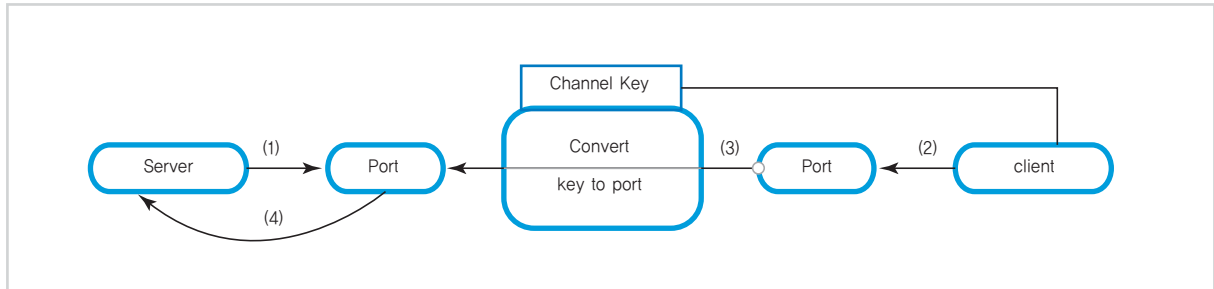 Channel Key
Server
(1)
Port
Convert
key to port
(3)
Port
(2)
client
(4)